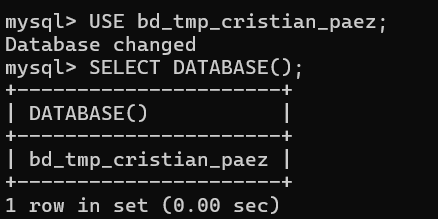 mysql> USE bd_tmp_cristian_paez;
Database changed
mysql> SELECT DATABASE();
+----------------------+
| DATABASE()           |
+----------------------+
| bd_tmp_cristian_paez |
+----------------------+
1 row in set (0.00 sec)